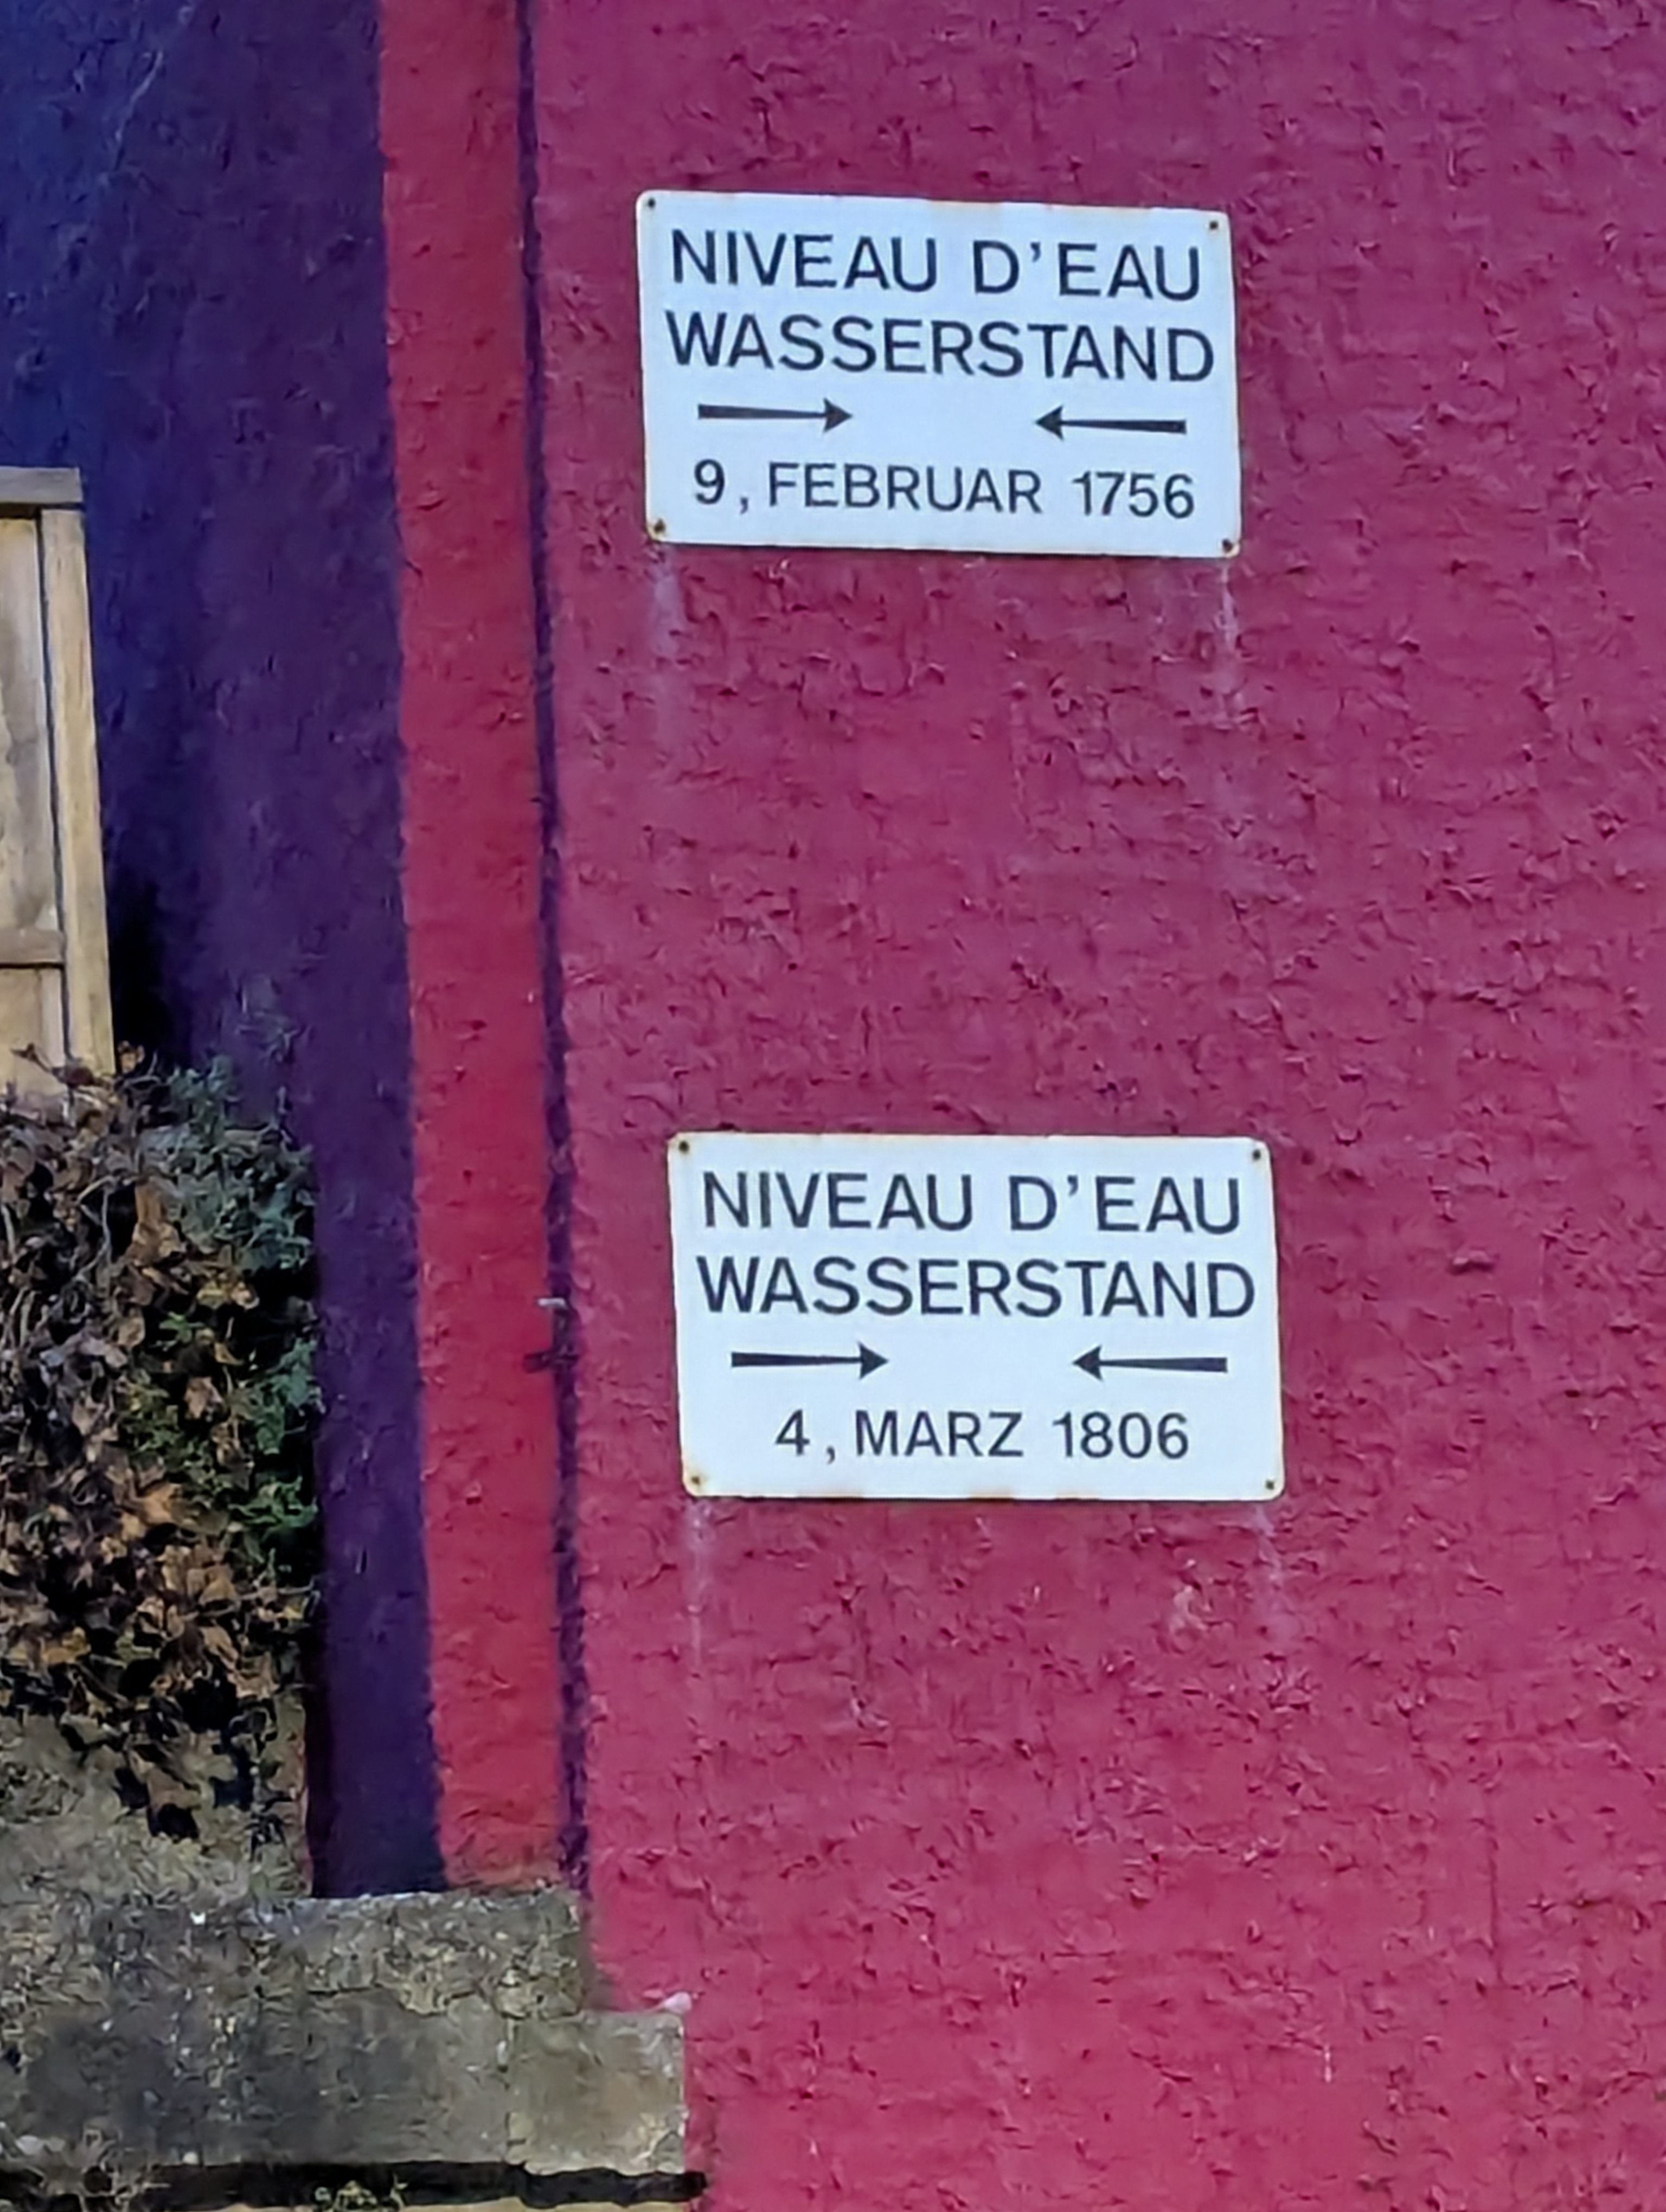 NIVEAU D'EAU
WASSERSTAND
9, FEBRUAR 1756
NIVEAU D'EAU
WASSERSTAND
4, MARZ 1806